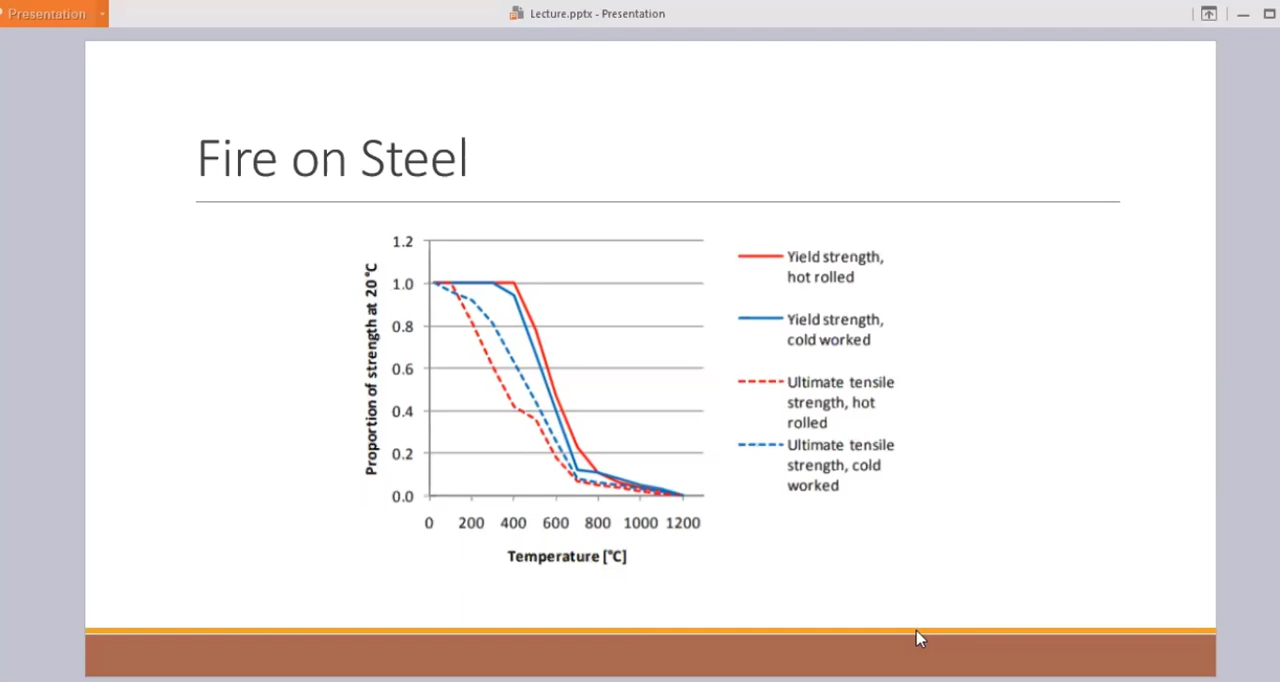 Presentation
Lecture.pptx - Presentation
Fire on Steel
Proportion of strength at 20°C
1.2
1.0
0.8
0.6
0.4
0.2
0.0
0 200 400 600 800 1000 1200
Temperature [°C]
Yield strength,
hot rolled
Yield strength,
cold worked
Ultimate tensile
strength, hot
rolled
Ultimate tensile
strength, cold
worked